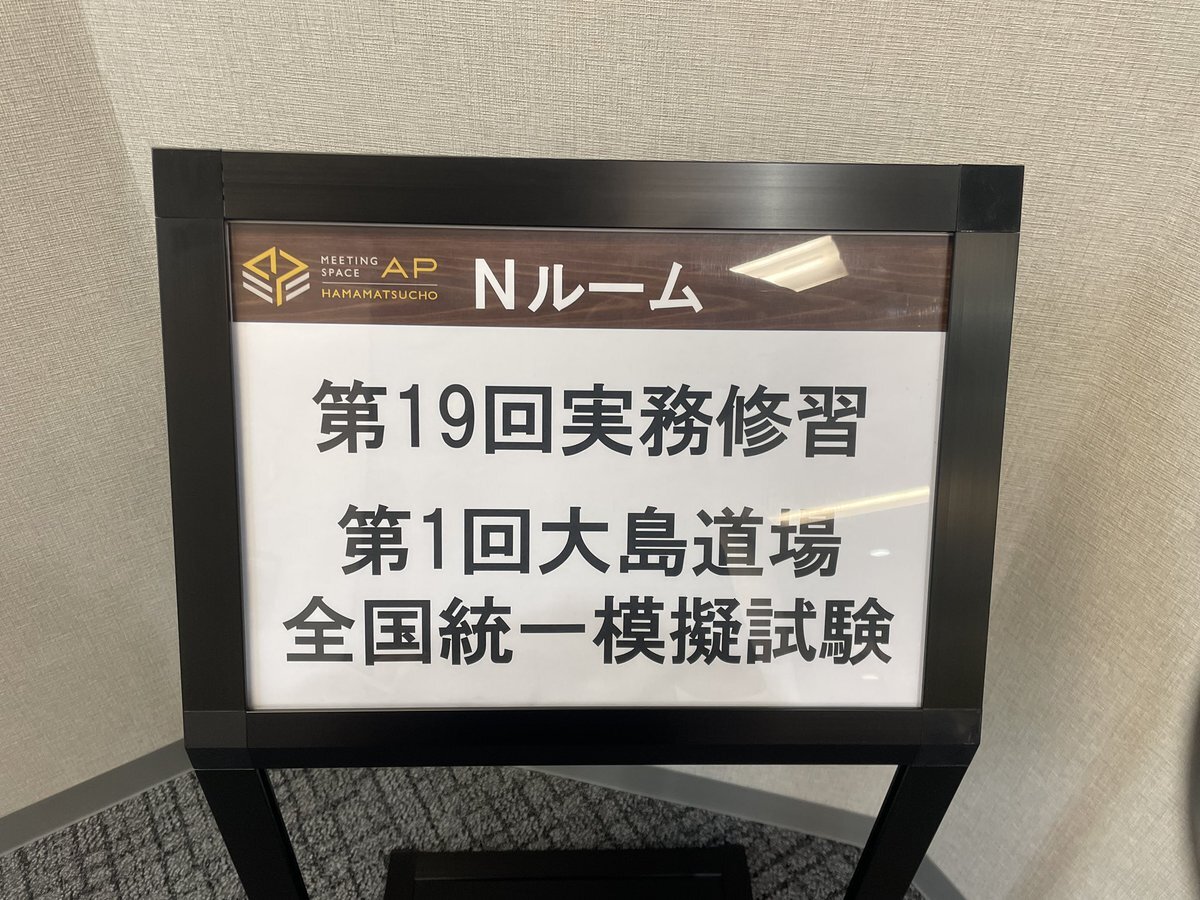 MEETING
SPACE AP
HAMAMATSUCHO
Nルーム
第19回実務修習
第1回大島道場
全国統一模擬試験